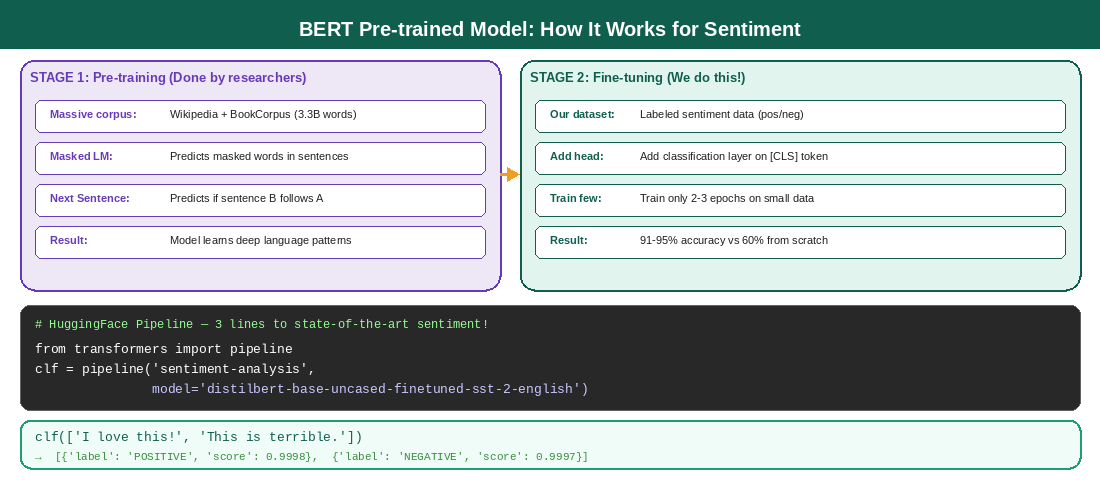 BERT Pre-trained Model: How It Works for Sentiment
STAGE 1: Pre-training (Done by researchers)
Massive corpus: Wikipedia + BookCorpus (3.3B words)
Masked LM: Predicts masked words in sentences
Next Sentence: Predicts if sentence B follows A
Result: Model learns deep language patterns
STAGE 2: Fine-tuning (We do this!)
Our dataset: Labeled sentiment data (pos/neg)
Add head: Add classification layer on [CLS] token
Train few: Train only 2-3 epochs on small data
Result: 91-95% accuracy vs 60% from scratch
# HuggingFace Pipeline — 3 lines to state-of-the-art sentiment!
from transformers import pipeline
clf = pipeline('sentiment-analysis',
model='distilbert-base-uncased-finetuned-sst-2-english')
clf(['I love this!', 'This is terrible.'])
→ [{'label': 'POSITIVE', 'score': 0.9998}, {'label': 'NEGATIVE', 'score': 0.9997}]